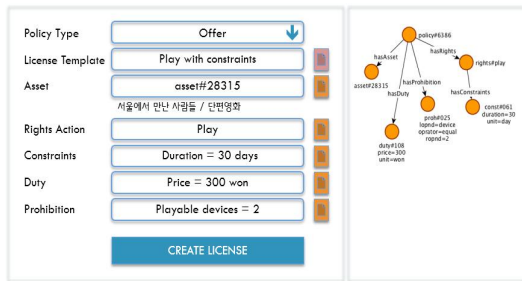 Policy Type
Offer
License Template
Play with constraints
Asset
asset#28315
서울에서 만난 사람들 / 단편영화
Rights Action
Play
Constraints
Duration = 30 days
Duty
Price = 300 won
Prohibition
Playable devices = 2
CREATE LICENSE
policy#6386
hasAsset
hasRights
rights#play
asset#28315
hasProhibition
hasDuty
hasConstraints
const#061
duration=30
unit=day
proh#025
lopnd=device
oprator=equal
ropnd=2
duty#108
price=300
unit=won